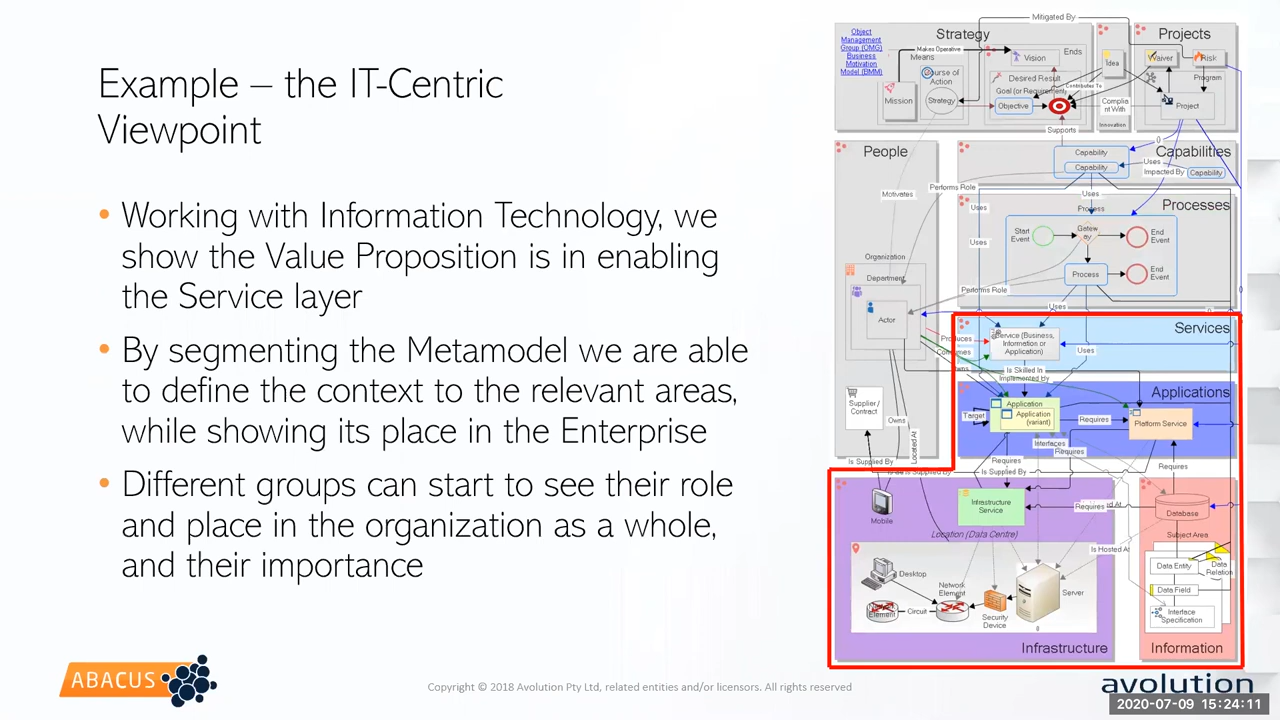 Example – the IT-Centric
Viewpoint
• Working with Information Technology, we
show the Value Proposition is in enabling
the Service layer
• By segmenting the Metamodel we are able
to define the context to the relevant areas,
while showing its place in the Enterprise
• Different groups can start to see their role
and place in the organization as a whole,
and their importance
Mitigated By
Strategy
Object
Management
Group (OMG)
Business
Motivation
Model (BMM)
Makes Operative
Means
Course of
Action
Mission
Strategy
Vision
Ends
Desired Result
Goal (or Requirement)
Objective
Contributes To
Supports
Idea
Complia
nt With
Innovation
Projects
Waiver
Risk
Program
Project
People
Motivates
Organization
Department
Actor
Supplier /
Contract
Owns
Located At
Is Supplied By
Capabilities
Capability
Capability
Uses
Impacted By
Capability
Performs Role
Uses
Uses
Processes
Process
Start
Event
Gatew
ay
End
Event
Process
End
Event
Uses
Performs Role
Uses
Services
Service (Business,
Information or
Application)
Produces
Consumes
Owns
Uses
Is Skilled In
Implemented By
Applications
Application
Application
(variant)
Target
Requires
Platform Service
Interfaces
Requires
Requires
Is Supplied By
Is Supplied By
Requires
Mobile
Infrastructure
Service
Requires
Database
Location (Data Centre)
Subject Area
Is Hosted At
Desktop
Network
Element
Server
Element
Circuit
Security
Device
Data Entity
Data
Relation
Data Field
Interface
Specification
Infrastructure
Information
ABACUS
Copyright © 2018 Avolution Pty Ltd, related entities and/or licensors. All rights reserved
avolution
2020-07-09 15:24:11